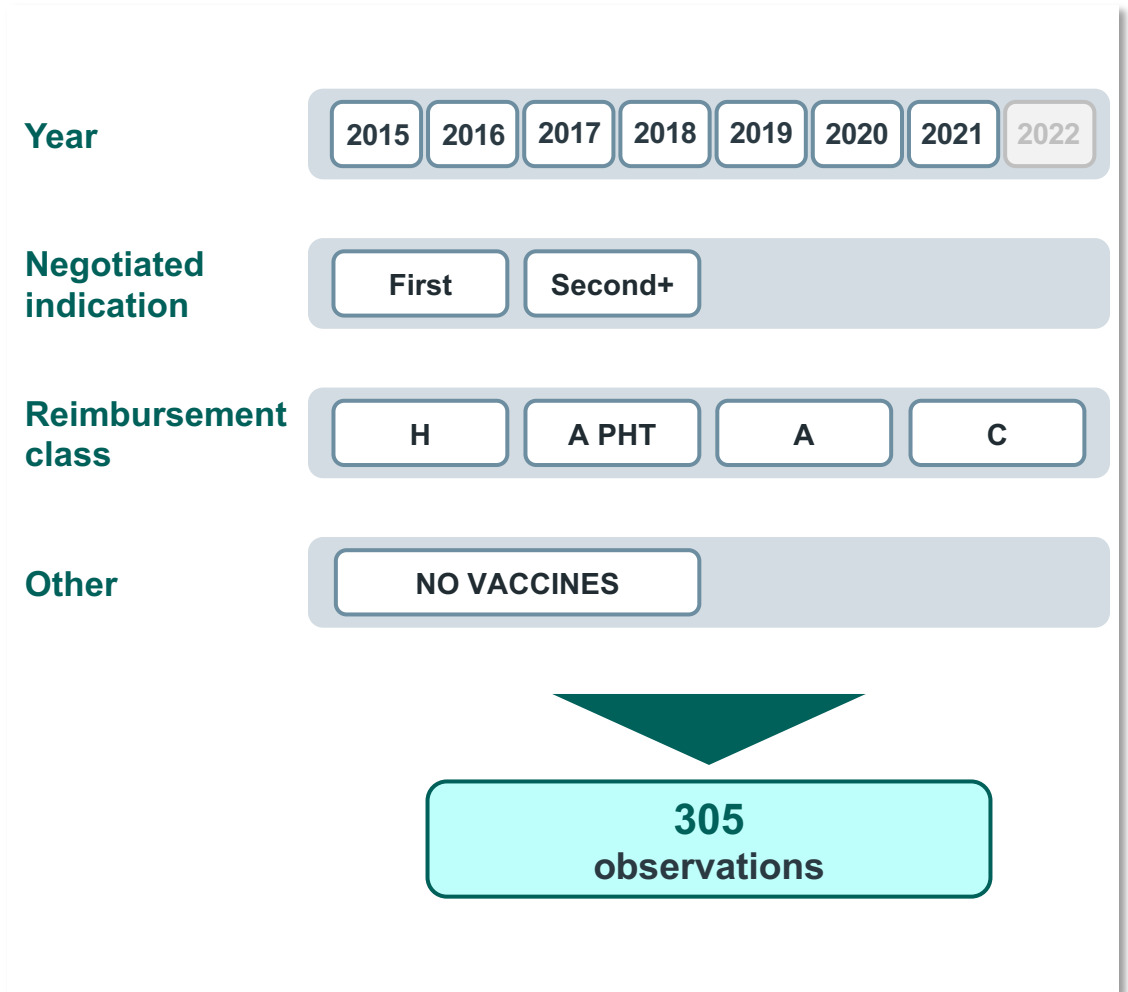 Year
2015 2016 2017 2018 2019 2020 2021 2022
Negotiated
indication
First Second+
Reimbursement
class
H A PHT A C
Other
NO VACCINES
305
observations